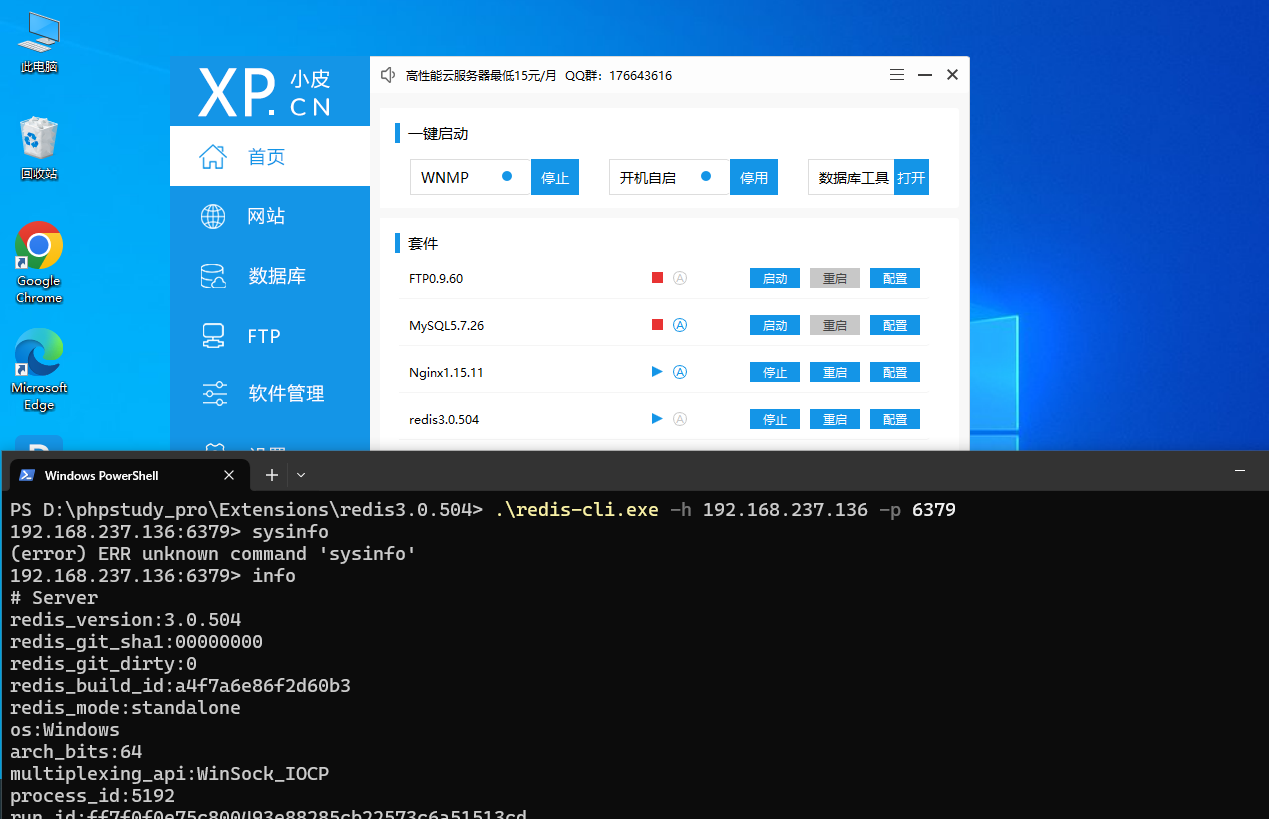 此电脑
回收站
Google
Chrome
Microsoft
Edge
XP.
小皮
CN
首页
网站
数据库
FTP
软件管理
设置
高性能云服务器最低15元/月 QQ群：176643616
一键启动
WNMP 停止
开机自启 停用
数据库工具 打开
套件
FTP0.9.60 启动 重启 配置
MySQL5.7.26 启动 重启 配置
Nginx1.15.11 停止 重启 配置
redis3.0.504 停止 重启 配置
Windows PowerShell
PS D:\phpstudy_pro\Extensions\redis3.0.504> .\redis-cli.exe -h 192.168.237.136 -p 6379
192.168.237.136:6379> sysinfo
(error) ERR unknown command 'sysinfo'
192.168.237.136:6379> info
# Server
redis_version:3.0.504
redis_git_sha1:00000000
redis_git_dirty:0
redis_build_id:a4f7a6e86f2d60b3
redis_mode:standalone
os:Windows
arch_bits:64
multiplexing_api:WinSock_IOCP
process_id:5192
run_id:ff7f0f0e75c800493e88285cb22573c6a51513cd